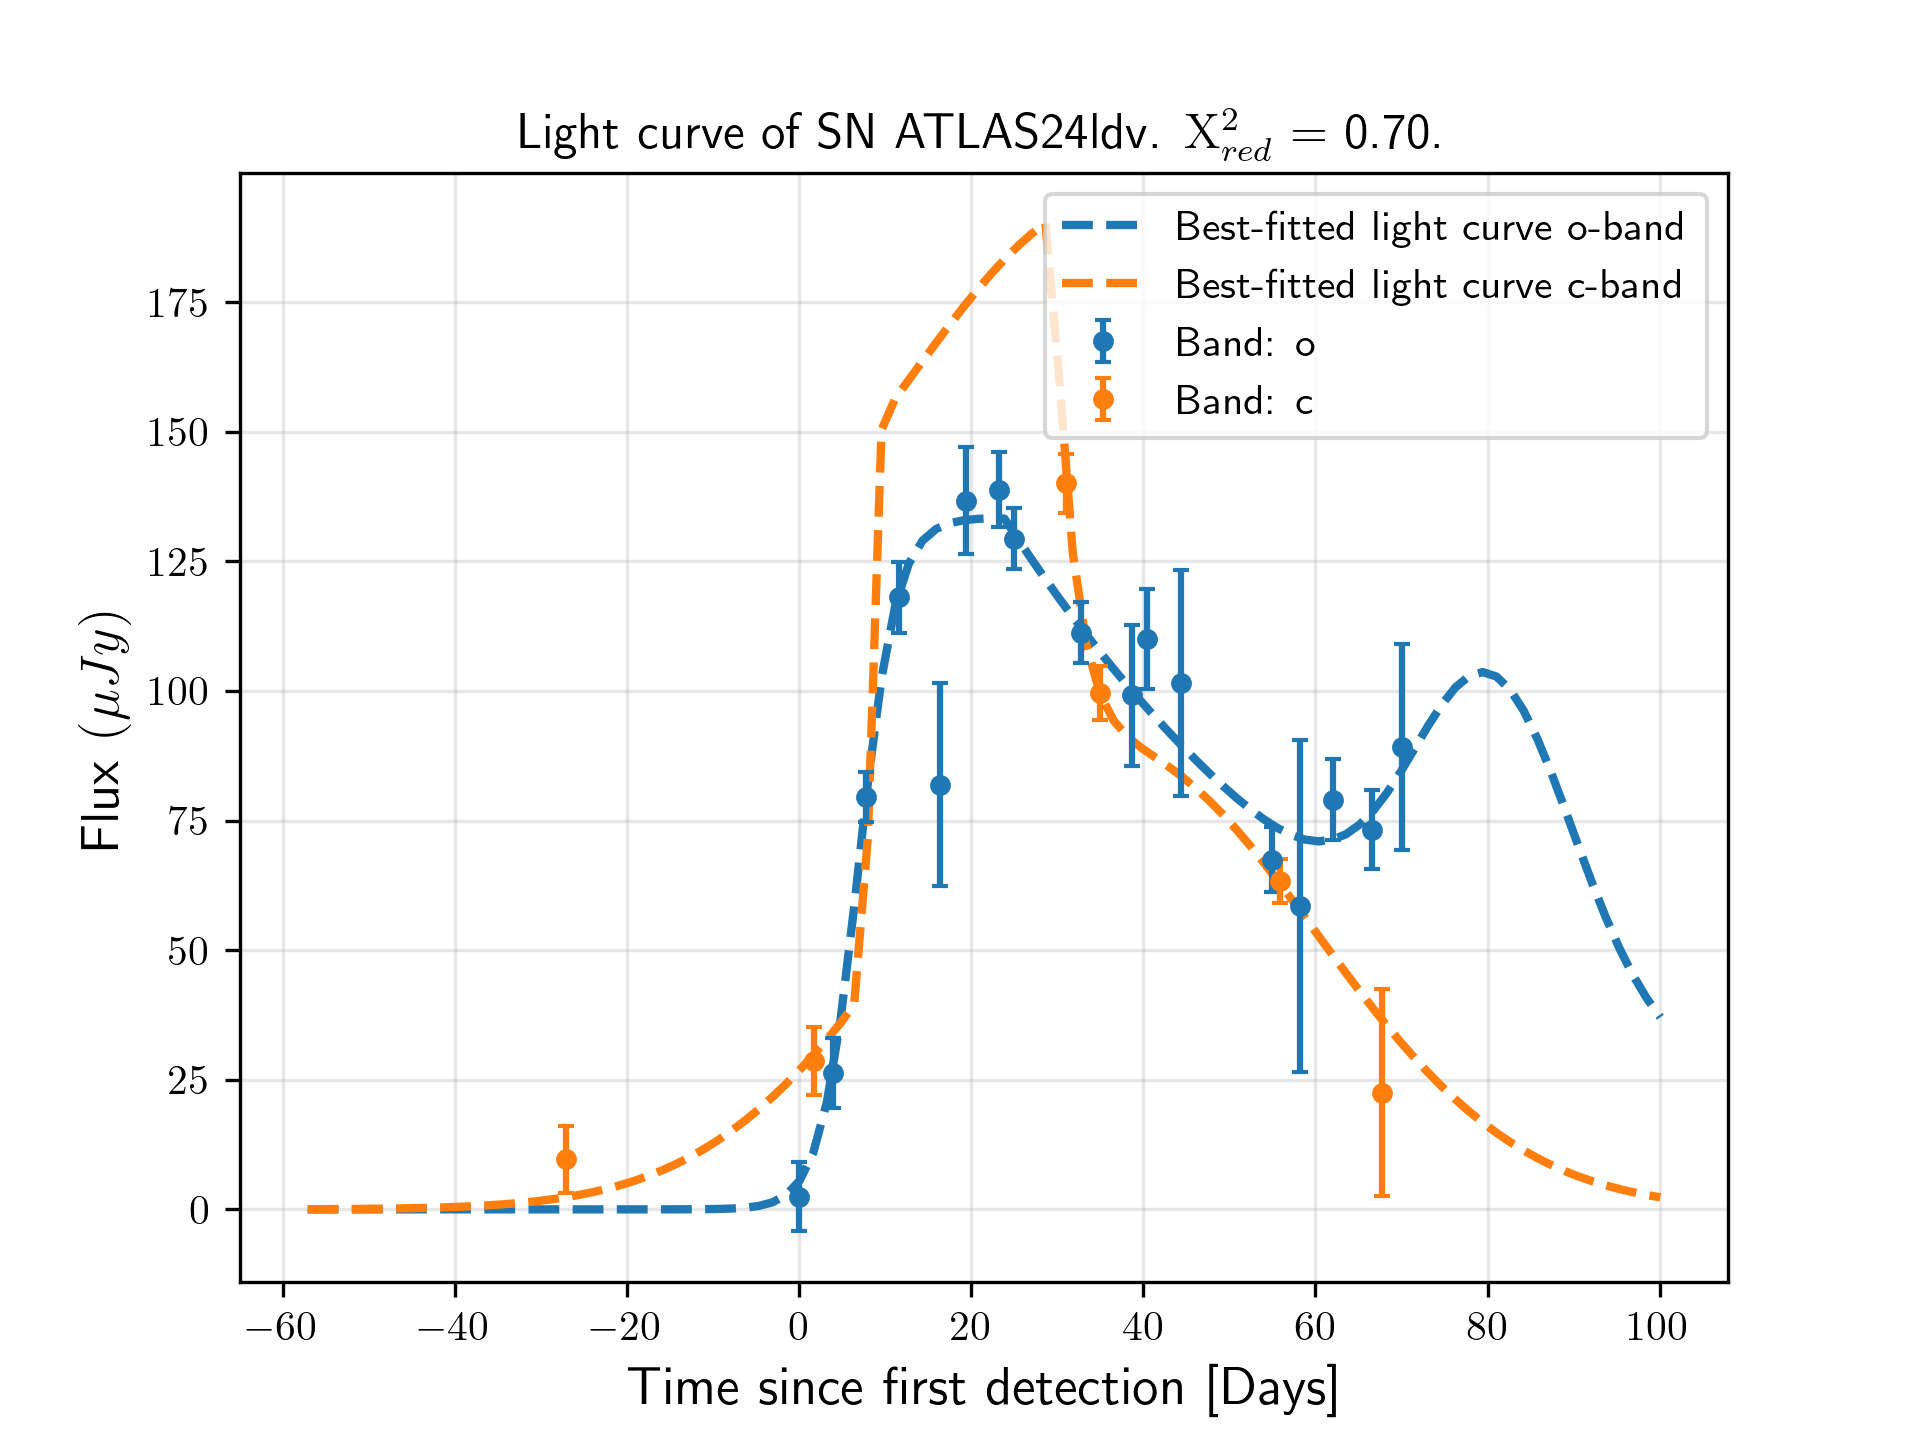 Light curve of SN ATLAS24ldv. X²_red = 0.70.
Best-fitted light curve o-band
Best-fitted light curve c-band
Band: o
Band: c
Flux (μJy)
175
150
125
100
75
50
25
0
−60 −40 −20 0 20 40 60 80 100
Time since first detection [Days]